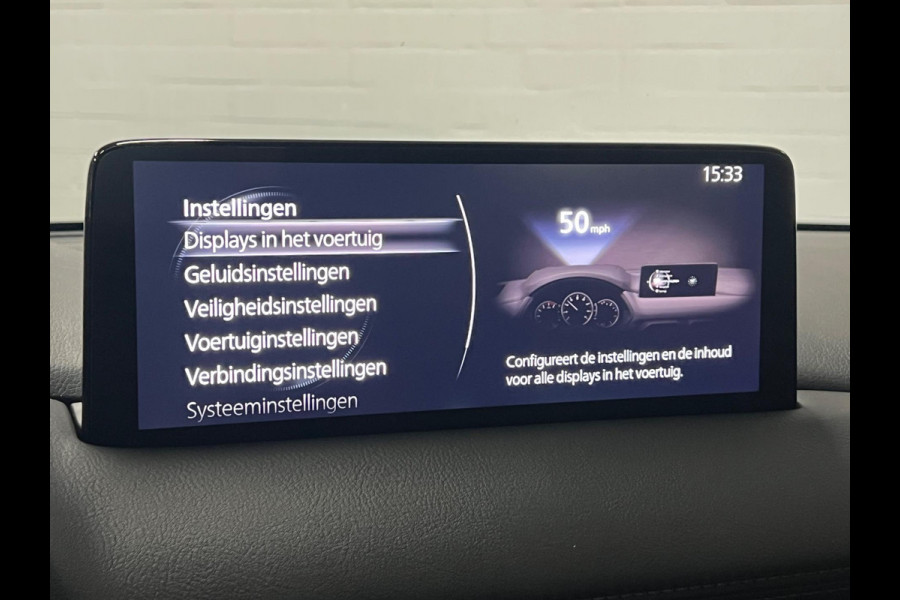 15:33
Instellingen
Displays in het voertuig
Geluidsinstellingen
Veiligheidsinstellingen
Voertuiginstellingen
Verbindingsinstellingen
Systeeminstellingen
50 mph
Configureert de instellingen en de inhoud
voor alle displays in het voertuig.